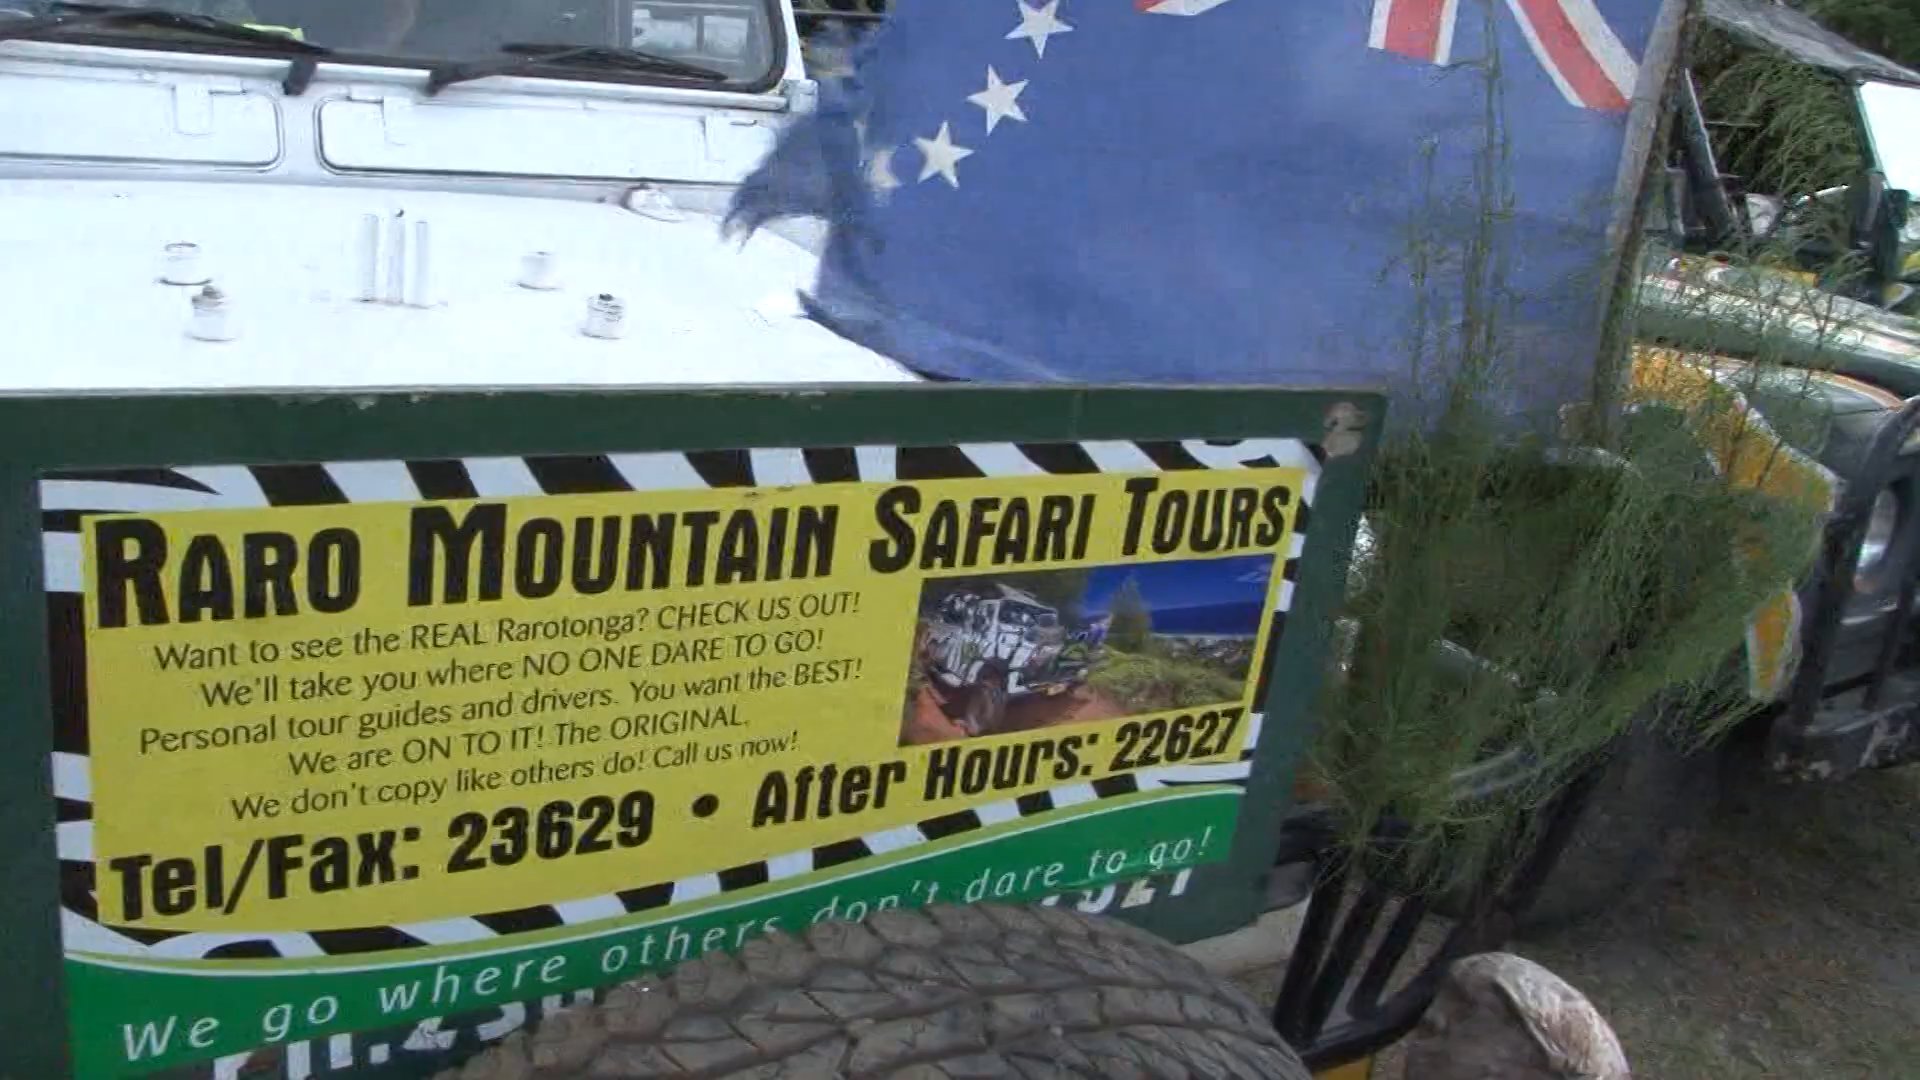 RARO MOUNTAIN SAFARI TOURS
Want to see the REAL Rarotonga? CHECK US OUT!
We'll take you where NO ONE DARE TO GO!
Personal tour guides and drivers. You want the BEST!
We are ON TO IT! The ORIGINAL.
We don't copy like others do! Call us now!
Tel/Fax: 23629 • After Hours: 22627
We go where others don't dare to go!